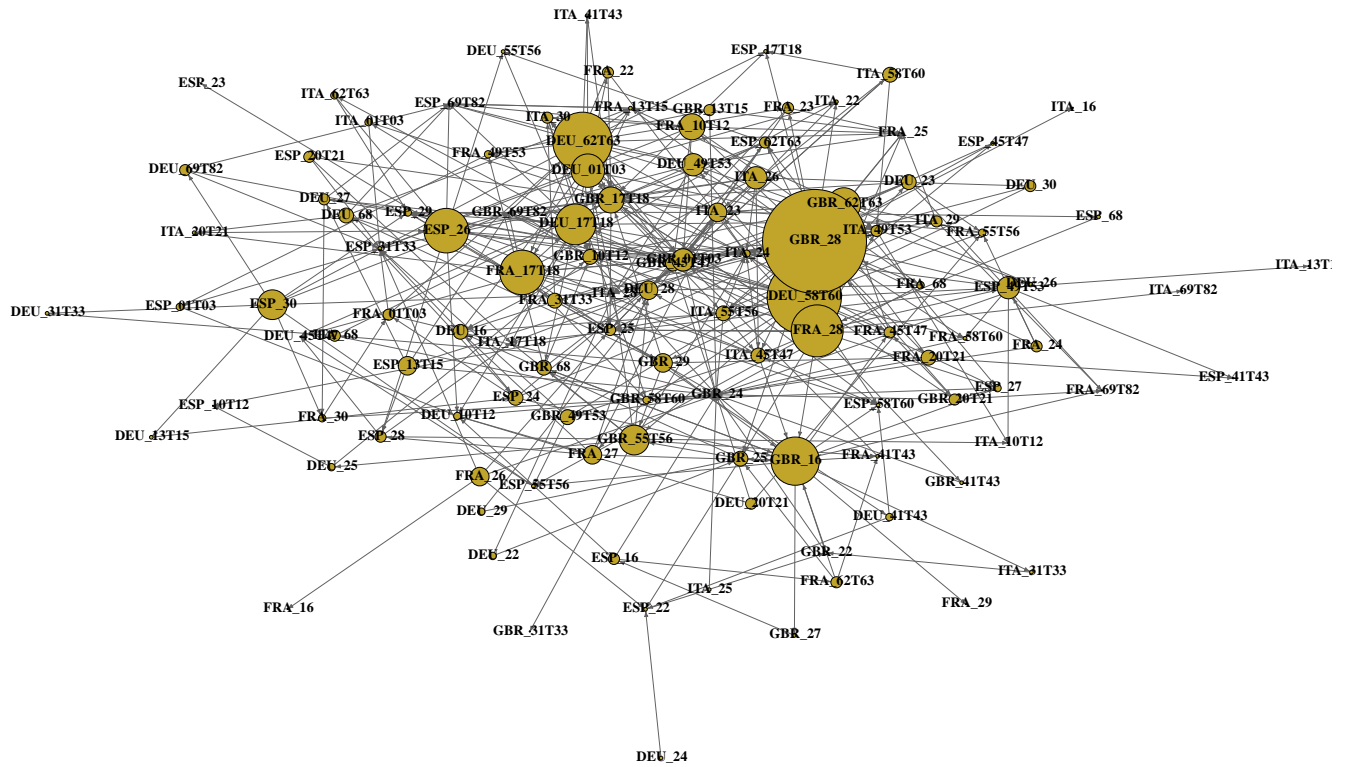 ITA_41T43
DEU_55T56
ESP_17T18
FRA_22
ITA_58T60
ESP_23
ITA_62T63
ESP_69T82
ITA_22
ITA_16
FRA_13T15
GBR_13T15
FRA_23
ITA_01T03
ITA_30
FRA_10T12
FRA_25
DEU_62T63
ESP_62T63
ESP_45T47
ESP_20T21
FRA_49T53
DEU_69T82
DEU_01T03
DEU_49T53
ITA_26
DEU_23
DEU_30
DEU_27
GBR_17T18
GBR_62T63
DEU_68
ESP_29
GBR_69T82
ITA_23
ESP_68
DEU_17T18
ITA_29
ITA_20T21
ESP_26
ITA_49T53
FRA_55T56
GBR_28
ESP_31T33
GBR_10T12
ITA_24
GBR_01T03
ITA_13T1
FRA_17T18
DEU_26
FRA_68
ITA_69T82
DEU_28
DEU_58T60
ESP_01T03
ESP_30
FRA_31T33
DEU_31T33
FRA_01T03
ITA_55T56
DEU_16
ESP_25
FRA_28
FRA_45T47
FRA_58T60
ITA_17T18
FRA_24
ITA_45T47
FRA_20T21
ESP_13T15
GBR_68
GBR_29
ESP_41T43
ESP_27
FRA_69T82
GBR_24
ESP_24
GBR_58T60
GBR_20T21
ESP_10T12
ESP_58T60
FRA_30
DEU_10T12
GBR_49T53
DEU_13T15
ESP_28
GBR_55T56
ITA_10T12
FRA_27
GBR_25
GBR_16
FRA_41T43
DEU_25
FRA_26
ESP_55T56
GBR_41T43
DEU_29
DEU_20T21
DEU_41T43
DEU_22
ESP_16
GBR_22
ITA_31T33
FRA_62T63
ITA_25
FRA_16
ESP_22
FRA_29
GBR_31T33
GBR_27
DEU_24